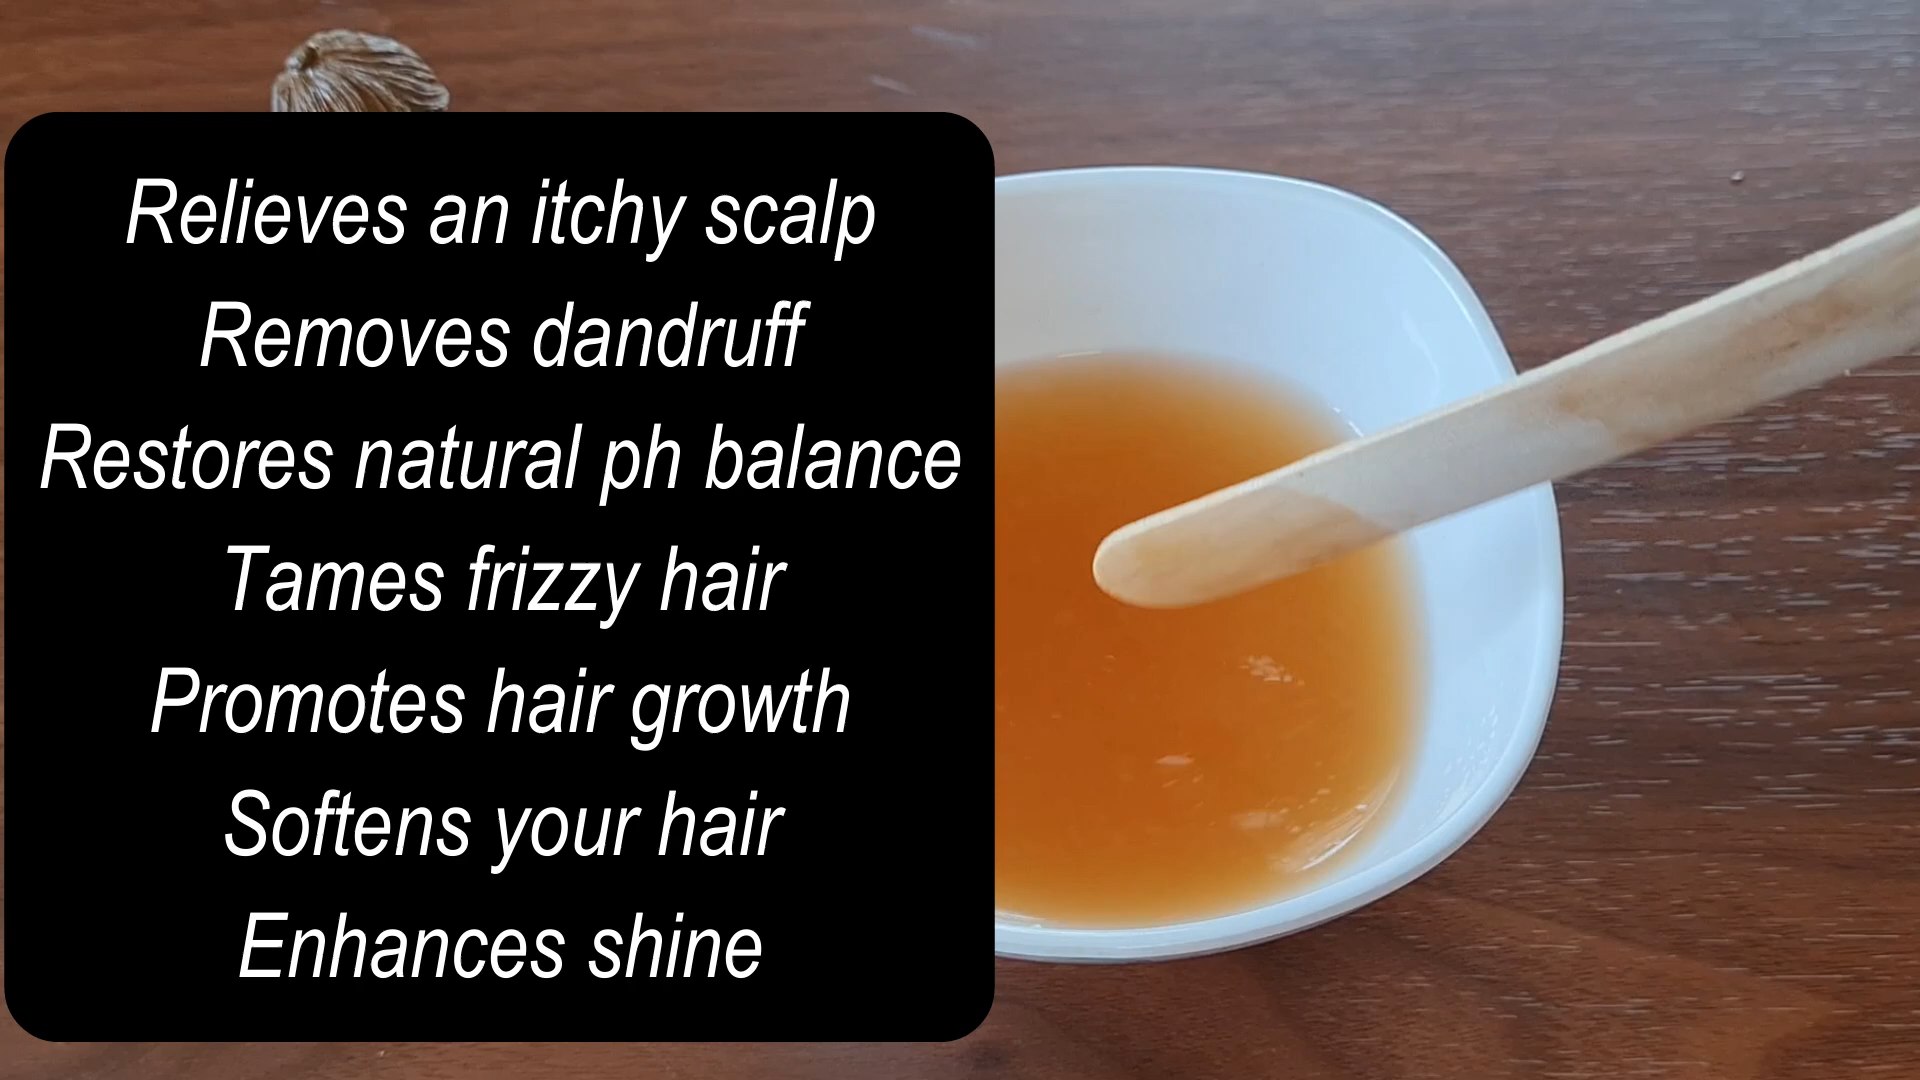 Relieves an itchy scalp
Removes dandruff
Restores natural ph balance
Tames frizzy hair
Promotes hair growth
Softens your hair
Enhances shine